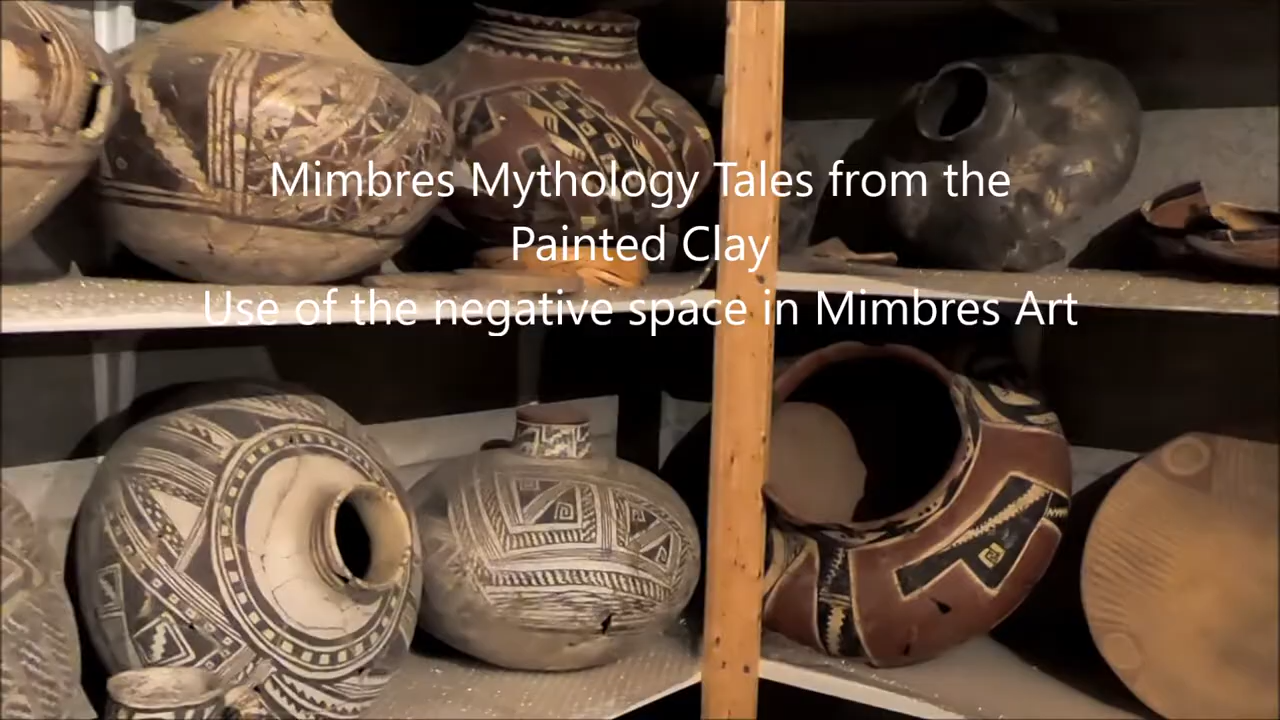 Mimbres Mythology Tales from the
Painted Clay
Use of the negative space in Mimbres Art